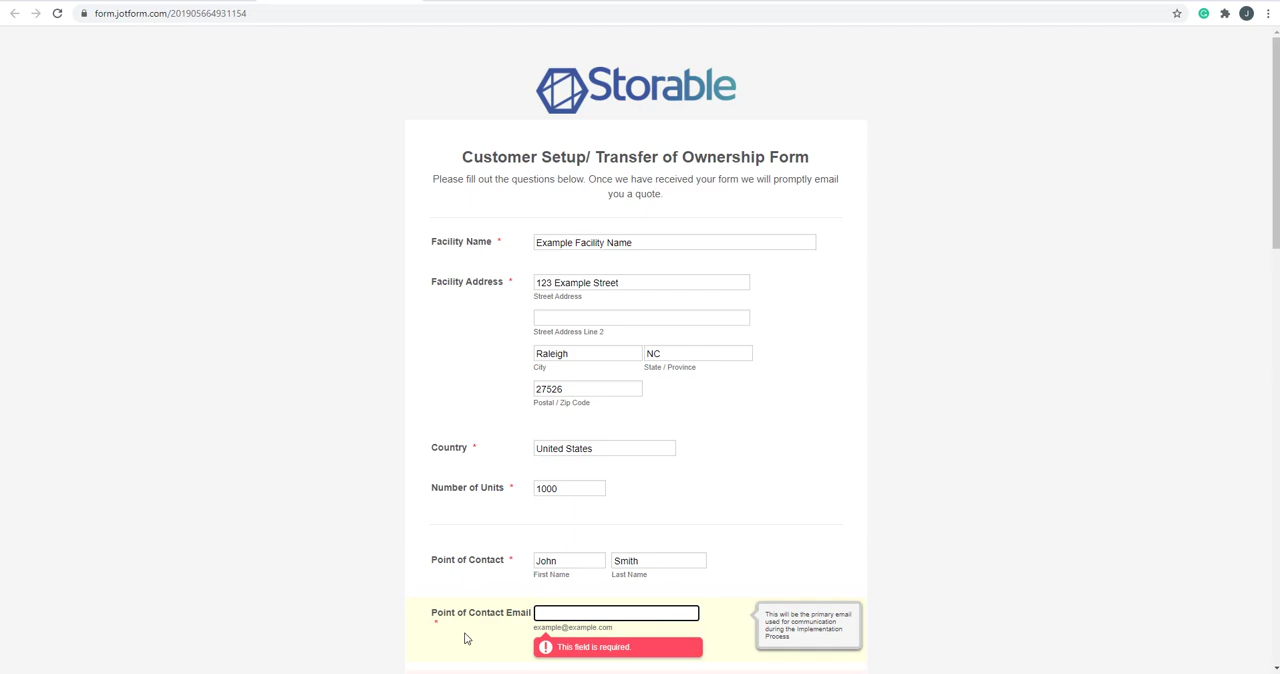 form.jotform.com/201905664931154
J
Storable
Customer Setup/ Transfer of Ownership Form
Please fill out the questions below. Once we have received your form we will promptly email
you a quote.
Facility Name *
Example Facility Name
Facility Address *
123 Example Street
Street Address
Street Address Line 2
Raleigh
NC
City
State / Province
27526
Postal / Zip Code
Country *
United States
Number of Units *
1000
Point of Contact *
John
Smith
First Name
Last Name
Point of Contact Email
*
example@example.com
This field is required.
This will be the primary email
used for communication
during the Implementation
Process